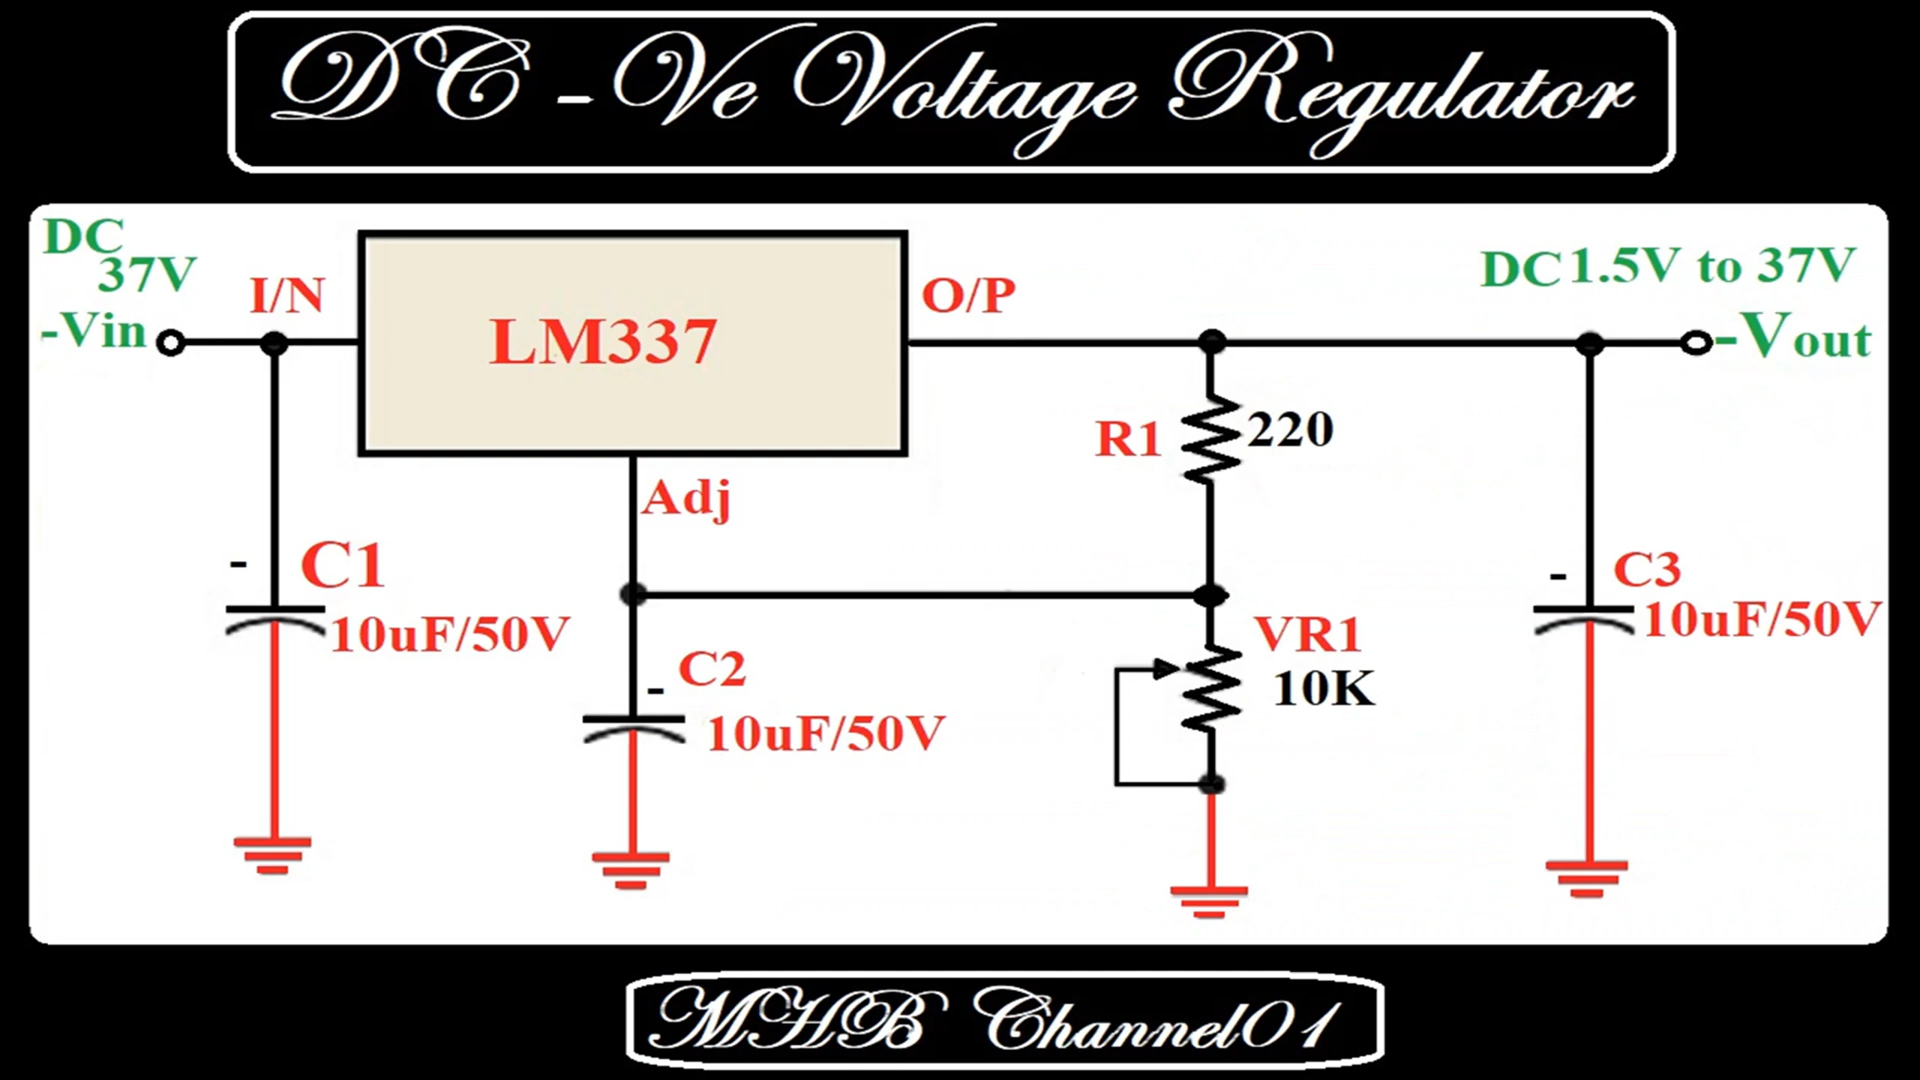 DC -Ve Voltage Regulator
DC
37V
-Vin
I/N
LM337
O/P
DC 1.5V to 37V
-Vout
Adj
R1
220
- C1
10uF/50V
- C2
10uF/50V
VR1
10K
- C3
10uF/50V
MHB Channel01